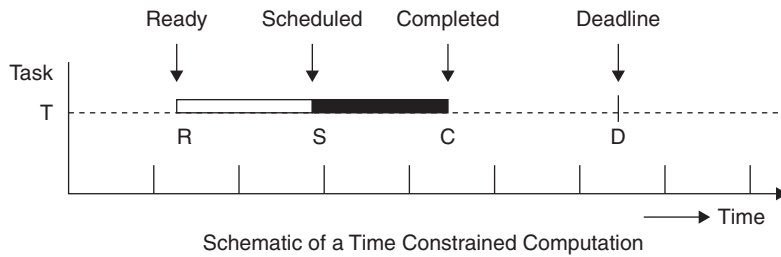 Ready Scheduled Completed Deadline
Task
T
R S C D
Time
Schematic of a Time Constrained Computation